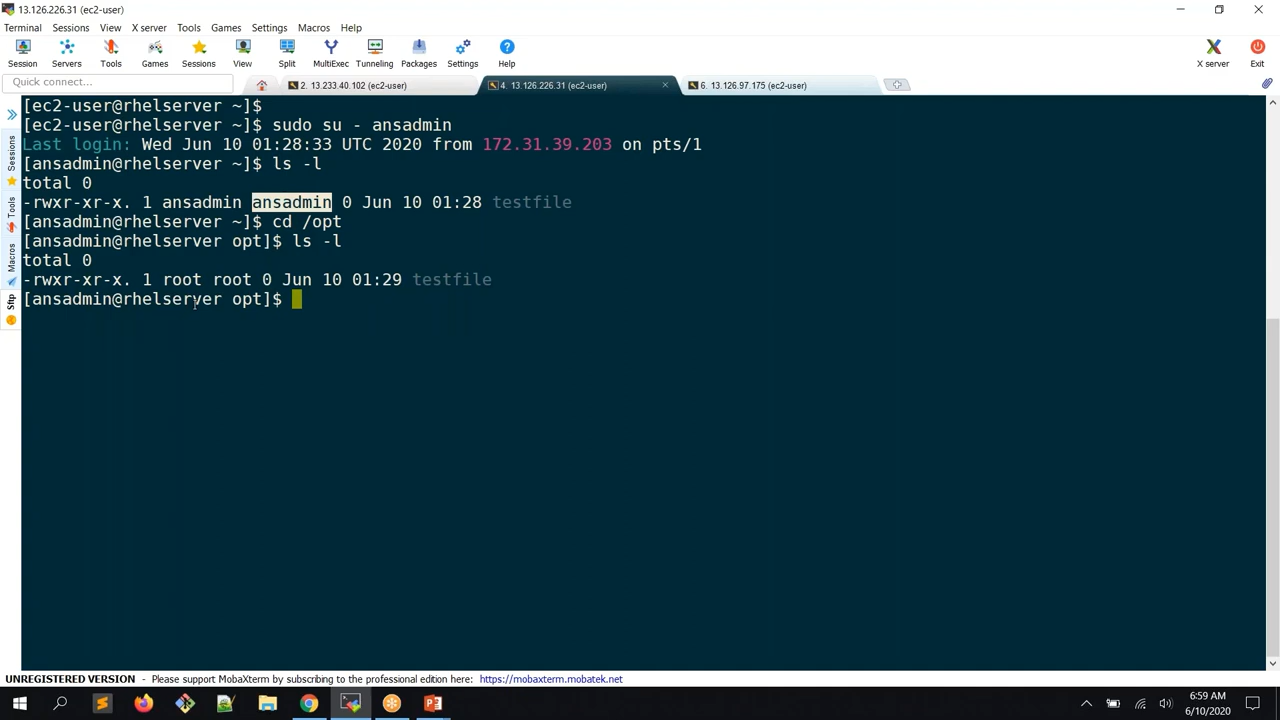 13.126.226.31 (ec2-user)
Terminal Sessions View X server Tools Games Settings Macros Help
Session Servers Tools Games Sessions View Split MultiExec Tunneling Packages Settings Help X server Exit
Quick connect... 2. 13.233.40.102 (ec2-user) 4. 13.126.226.31 (ec2-user) 6. 13.126.97.175 (ec2-user)
Sessions
Tools
Macros
Sftp
[ec2-user@rhelserver ~]$
[ec2-user@rhelserver ~]$ sudo su - ansadmin
Last login: Wed Jun 10 01:28:33 UTC 2020 from 172.31.39.203 on pts/1
[ansadmin@rhelserver ~]$ ls -l
total 0
-rwxr-xr-x. 1 ansadmin ansadmin 0 Jun 10 01:28 testfile
[ansadmin@rhelserver ~]$ cd /opt
[ansadmin@rhelserver opt]$ ls -l
total 0
-rwxr-xr-x. 1 root root 0 Jun 10 01:29 testfile
[ansadmin@rhelserver opt]$
UNREGISTERED VERSION - Please support MobaXterm by subscribing to the professional edition here: https://mobaxterm.mobatek.net
6:59 AM
6/10/2020